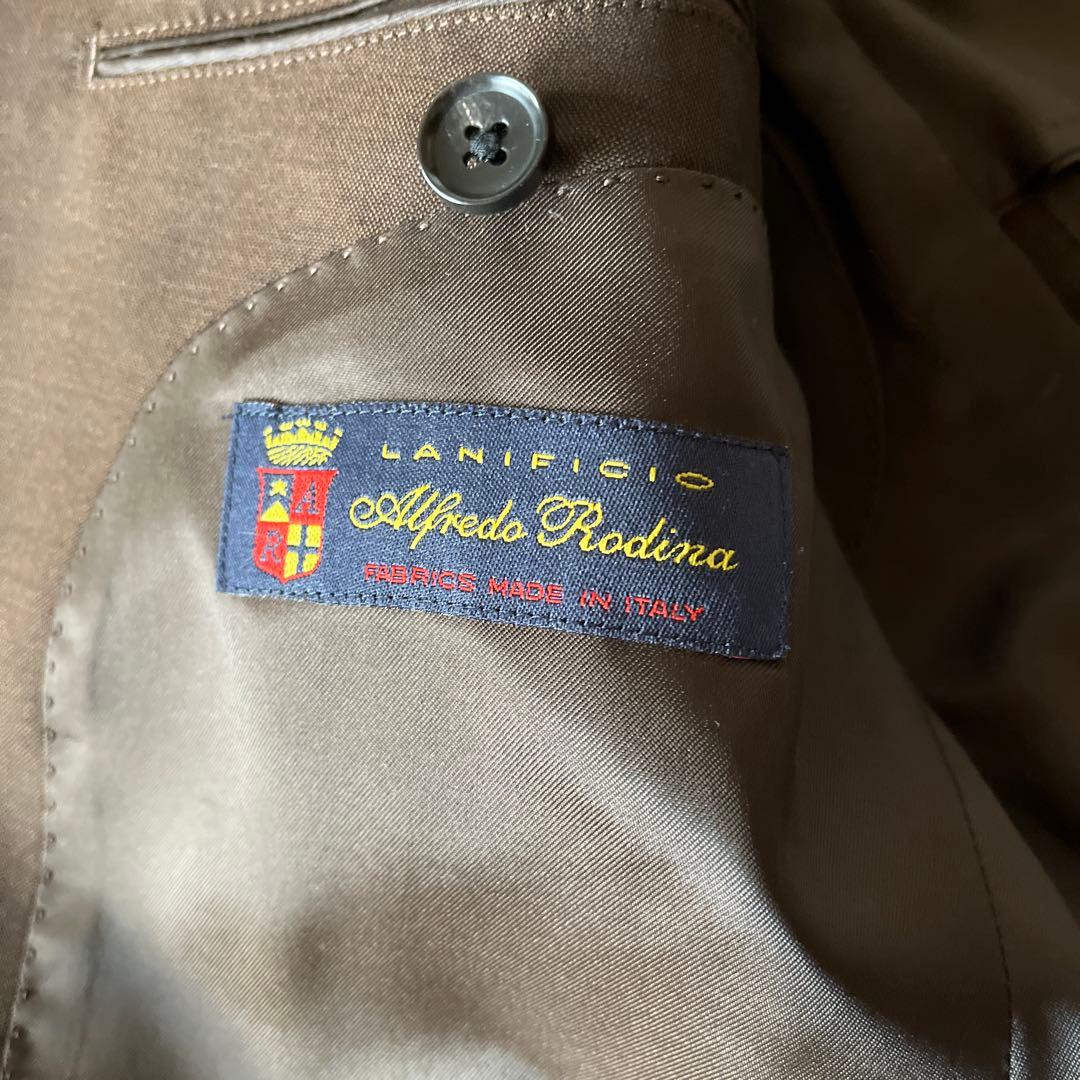 LANIFICIO
Alfredo Rodina
FABRICS MADE IN ITALY
A
R